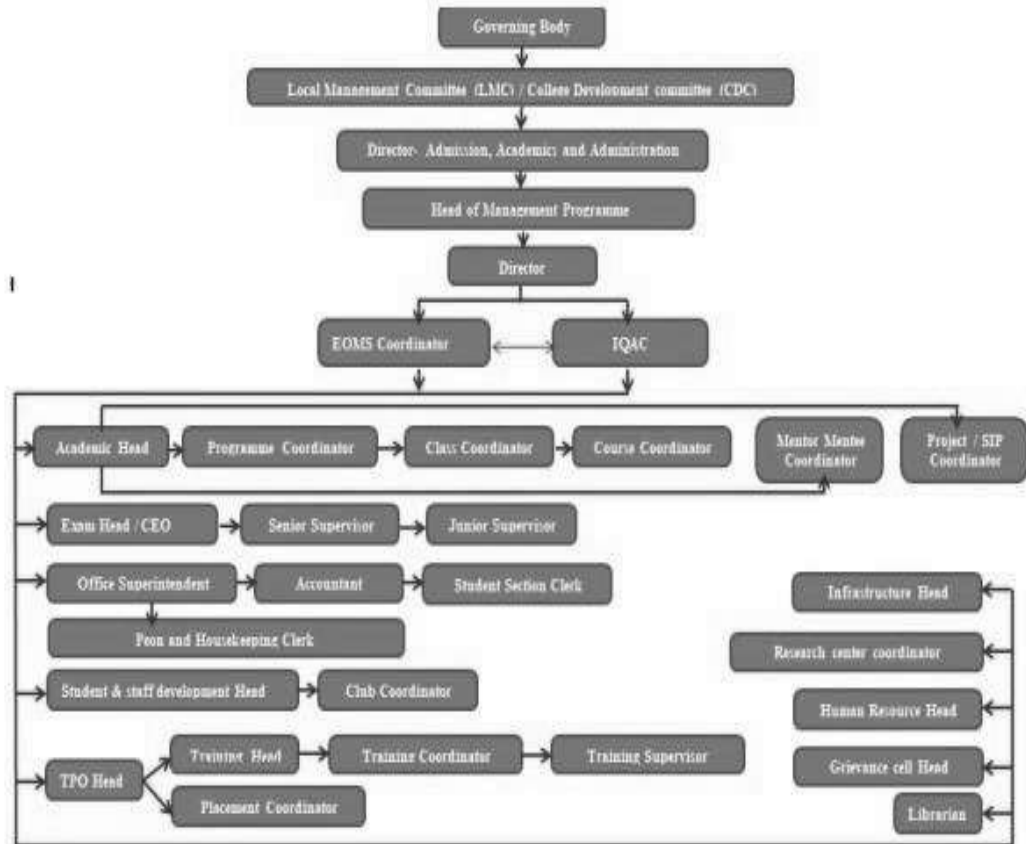 Governing Body
Local Management Committee (LMC) / College Development committee (CDC)
Director- Admission, Academics and Administration
Head of Management Programme
Director
I
EOMS Coordinator
IQAC
Academic Head
Programme Coordinator
Class Coordinator
Course Coordinator
Mentor Mentee
Coordinator
Project / SIP
Coordinator
Exam Head / CEO
Senior Supervisor
Junior Supervisor
Office Superintendent
Accountant
Student Section Clerk
Infrastructure Head
Peon and Housekeeping Clerk
Research center coordinator
Student & staff development Head
Club Coordinator
Human Resource Head
Training Head
Training Coordinator
Training Supervisor
Grievance cell Head
TPO Head
Placement Coordinator
Librarian